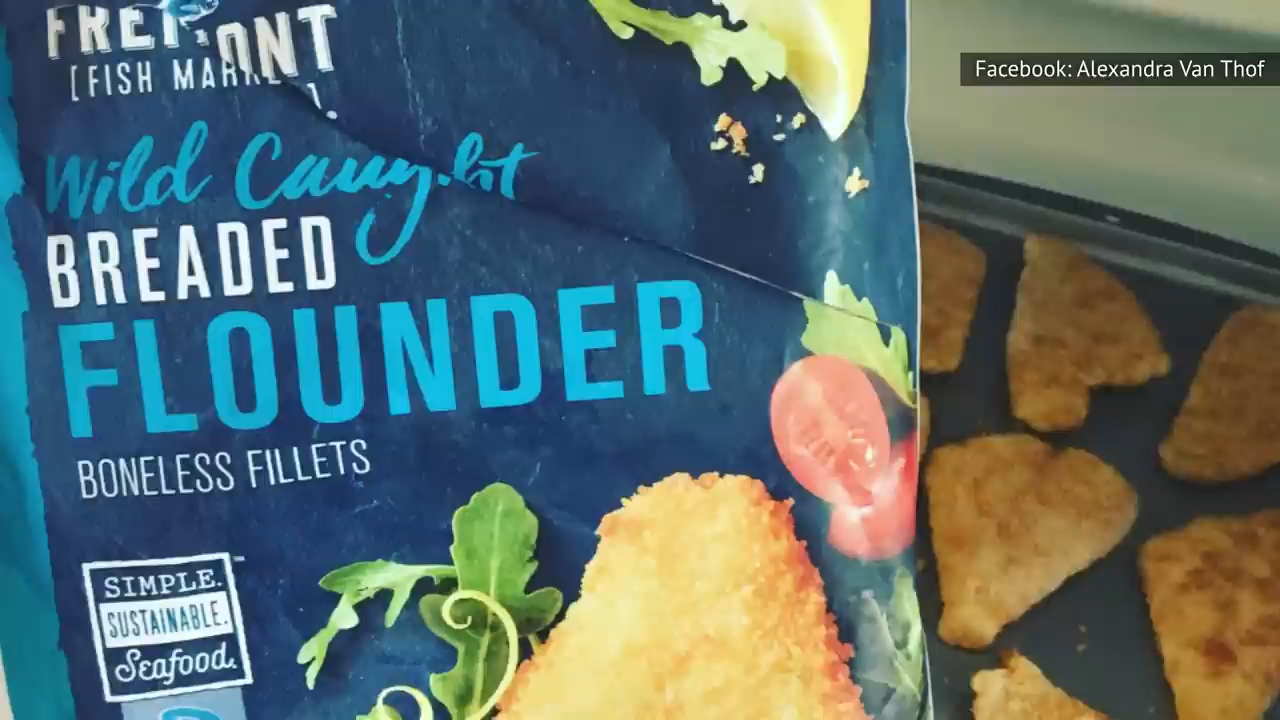 FREMONT
[FISH MARKET].
Facebook: Alexandra Van Thof
Wild Caught
BREADED
FLOUNDER
BONELESS FILLETS
SIMPLE.
SUSTAINABLE.
Seafood.